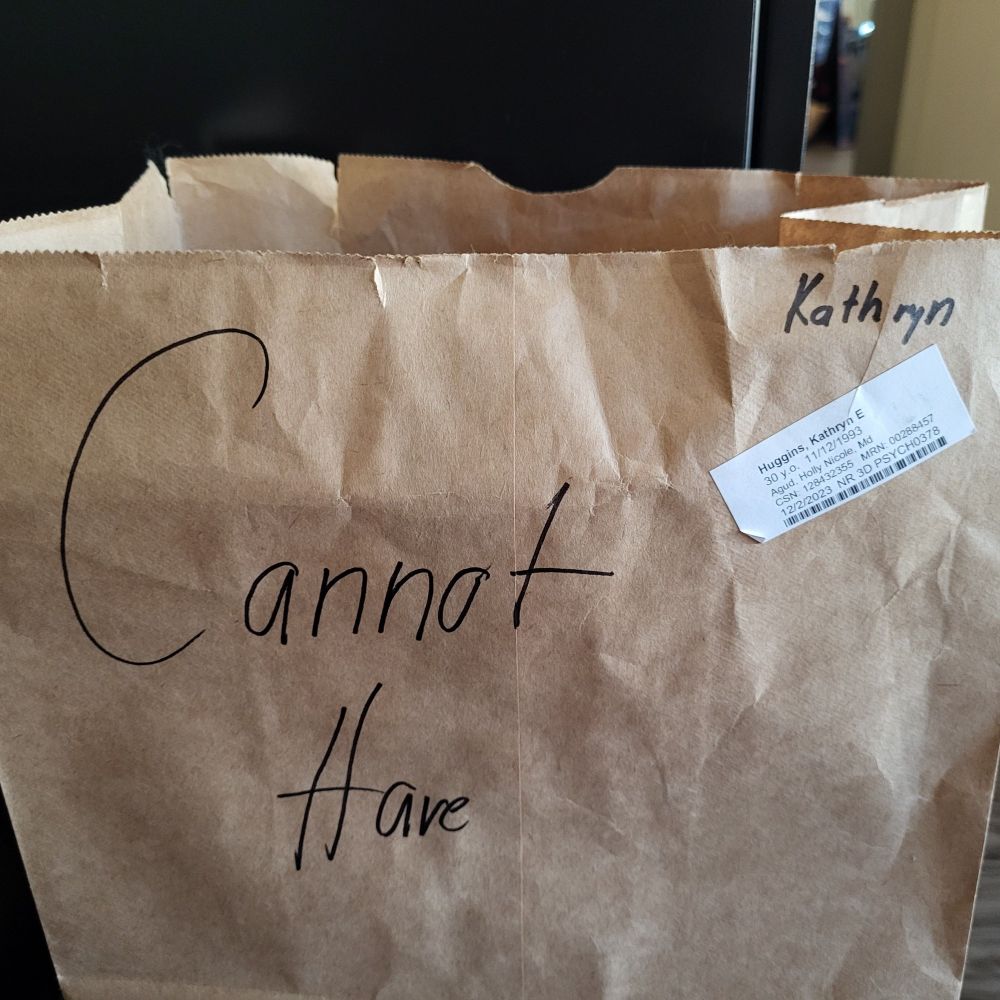 Kathryn
Huggins, Kathryn E
30 y.o. 11/12/1993
Agud, Holly Nicole, Md
CSN: 128432355 MRN: 00288457
12/2/2023 NR 3D PSYCH0378
Cannot
Have